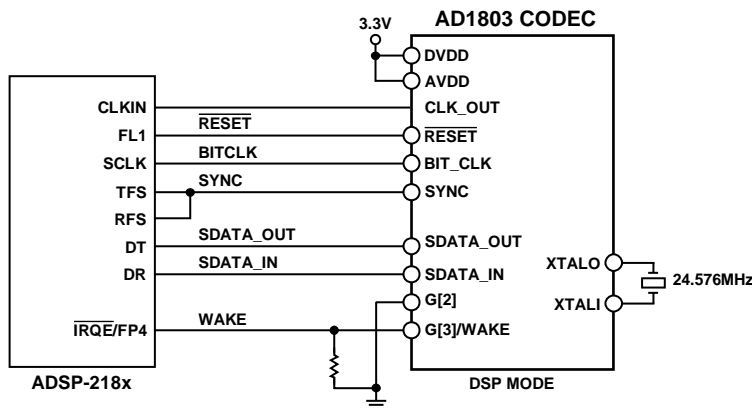 AD1803 CODEC
3.3V
DVDD
AVDD
CLKIN
CLK_OUT
FL1
RESET
RESET
SCLK
BITCLK
BIT_CLK
TFS
SYNC
SYNC
RFS
DT
SDATA_OUT
SDATA_OUT
DR
SDATA_IN
SDATA_IN
XTALO
24.576MHz
XTALI
G[2]
IRQE/FP4
WAKE
G[3]/WAKE
ADSP-218x
DSP MODE